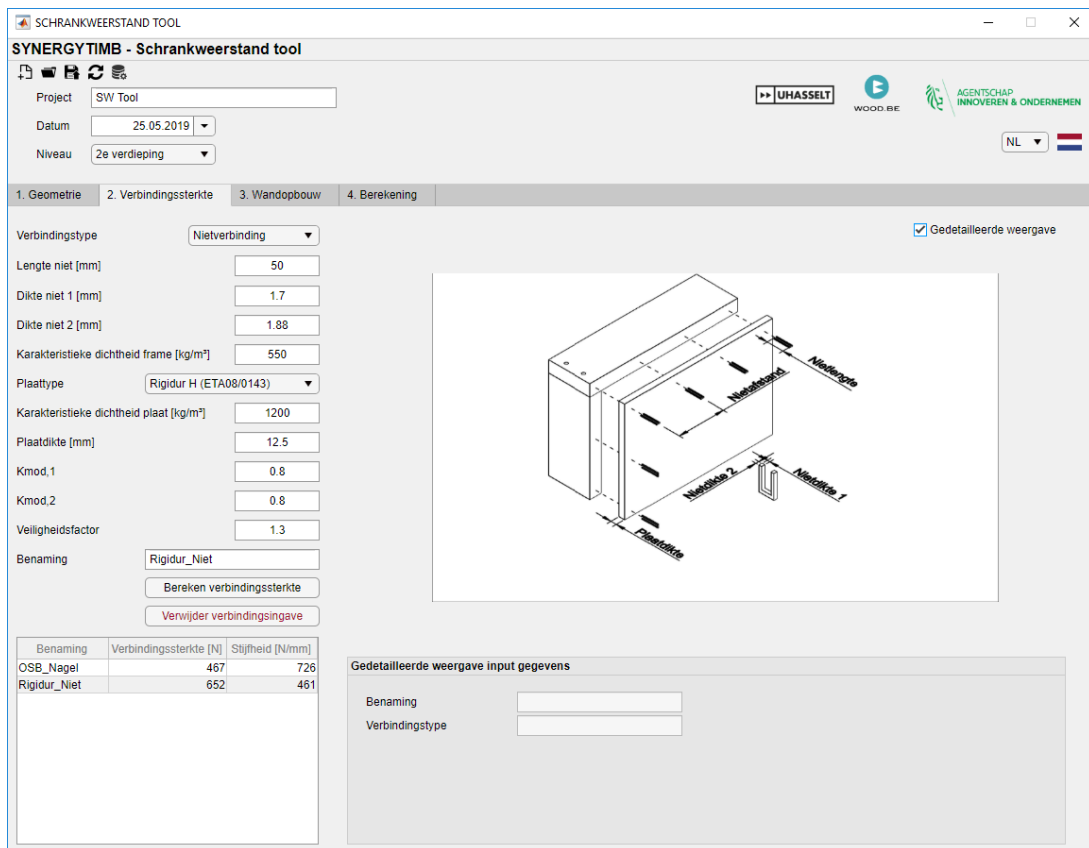 SCHRANKWEERSTAND TOOL
SYNERGYTIMB - Schrankweerstand tool
Project SW Tool
UHASSELT
WOOD.BE
AGENTSCHAP
INNOVEREN & ONDERNEMEN
Datum 25.05.2019
NL
Niveau 2e verdieping
1. Geometrie 2. Verbindingssterkte 3. Wandopbouw 4. Berekening
Verbindingstype Nietverbinding
Gedetailleerde weergave
Lengte niet [mm] 50
Dikte niet 1 [mm] 1.7
Dikte niet 2 [mm] 1.88
Karakteristieke dichtheid frame [kg/m³] 550
Plaattype Rigidur H (ETA08/0143)
Karakteristieke dichtheid plaat [kg/m³] 1200
Plaatdikte [mm] 12.5
Kmod,1 0.8
Kmod,2 0.8
Veiligheidsfactor 1.3
Benaming Rigidur_Niet
Bereken verbindingssterkte
Verwijder verbindingsingave
Nietlengte
Nietafstand
Nietdikte 2
Nietdikte 1
Plaatdikte
Benaming Verbindingssterkte [N] Stijfheid [N/mm]
OSB_Nagel 467 726
Rigidur_Niet 652 461
Gedetailleerde weergave input gegevens
Benaming
Verbindingstype